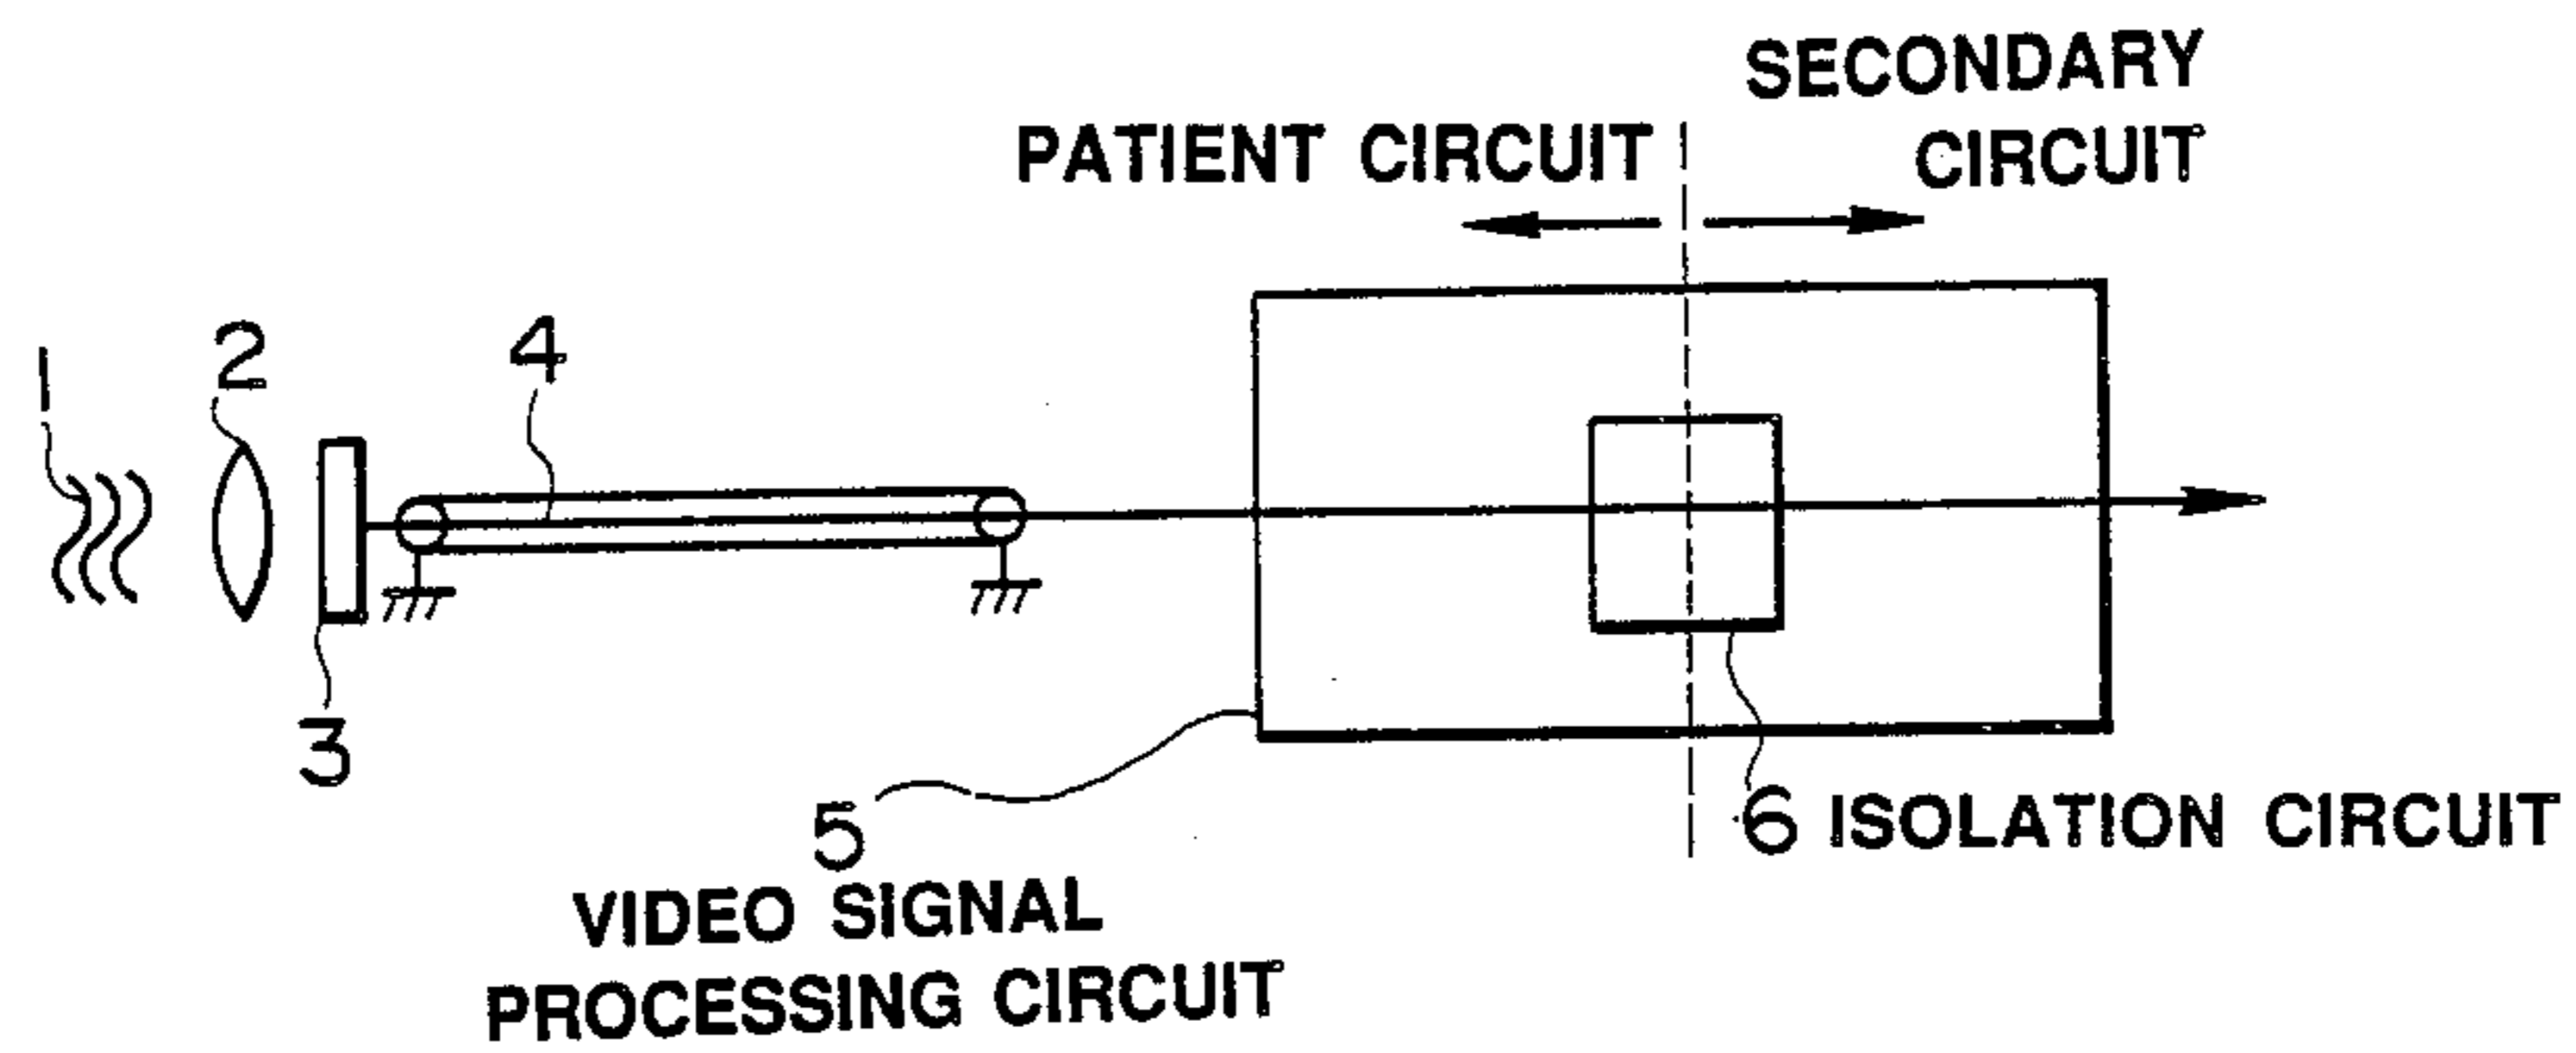 SECONDARY
PATIENT CIRCUIT
CIRCUIT
1
2
4
3
5
6 ISOLATION CIRCUIT
VIDEO SIGNAL
PROCESSING CIRCUIT